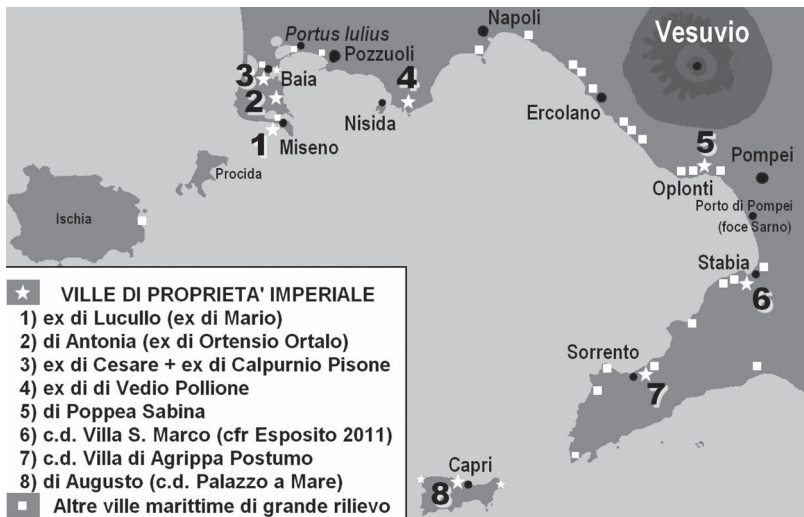 Napoli
Portus Iulius
Vesuvio
Pozzuoli
3
Baia
4
2
Ercolano
Nisida
1
Miseno
5
Pompei
Procida
Oplonti
Porto di Pompei
(foce Sarno)
Ischia
Stabia
6
Sorrento
7
Capri
8
VILLE DI PROPRIETA' IMPERIALE
1) ex di Lucullo (ex di Mario)
2) di Antonia (ex di Ortensio Ortalo)
3) ex di Cesare + ex di Calpurnio Pisone
4) ex di di Vedio Pollione
5) di Poppea Sabina
6) c.d. Villa S. Marco (cfr Esposito 2011)
7) c.d. Villa di Agrippa Postumo
8) di Augusto (c.d. Palazzo a Mare)
Altre ville marittime di grande rilievo